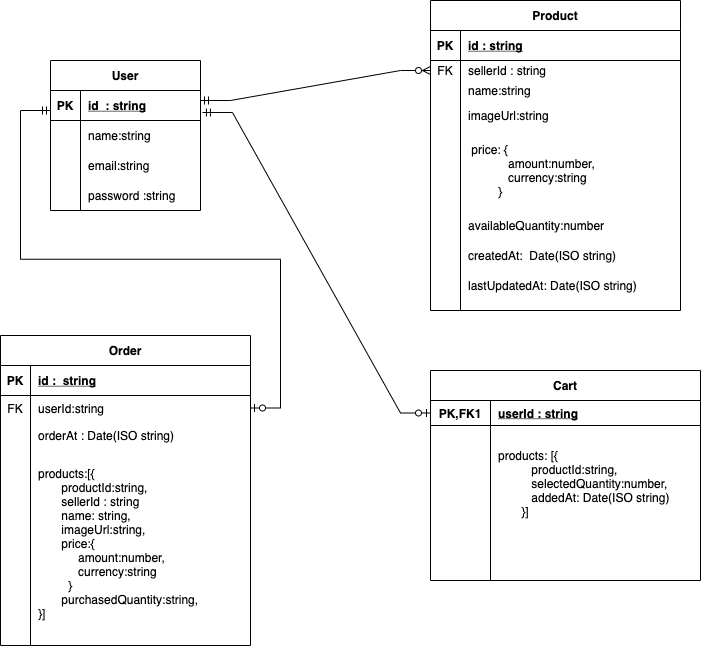 User
PK id : string
name:string
email:string
password :string
Product
PK id : string
FK sellerId : string
name:string
imageUrl:string
price: {
amount:number,
currency:string
}
availableQuantity:number
createdAt: Date(ISO string)
lastUpdatedAt: Date(ISO string)
Order
PK id : string
FK userId:string
orderAt : Date(ISO string)
products:[{
productId:string,
sellerId : string
name: string,
imageUrl:string,
price:{
amount:number,
currency:string
}
purchasedQuantity:string,
}]
Cart
PK,FK1 userId : string
products: [{
productId:string,
selectedQuantity:number,
addedAt: Date(ISO string)
}]